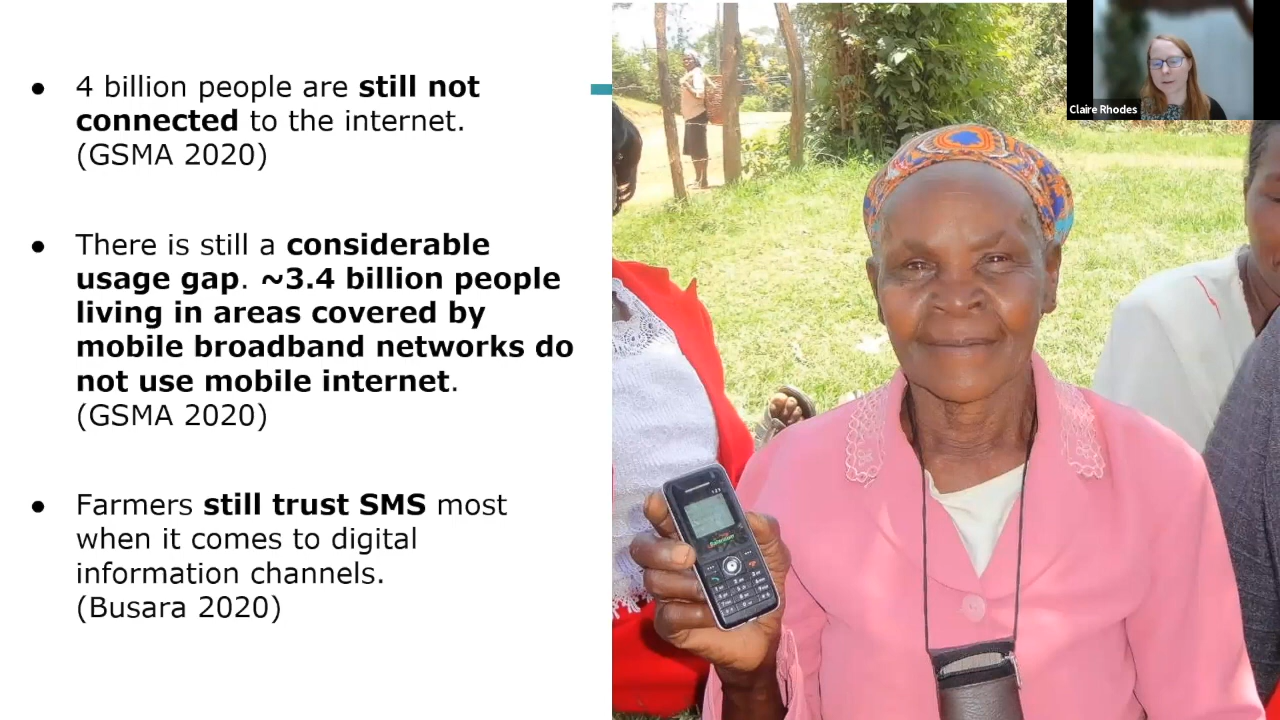 ● 4 billion people are still not
connected to the internet.
(GSMA 2020)
● There is still a considerable
usage gap. ~3.4 billion people
living in areas covered by
mobile broadband networks do
not use mobile internet.
(GSMA 2020)
● Farmers still trust SMS most
when it comes to digital
information channels.
(Busara 2020)
Claire Rhodes